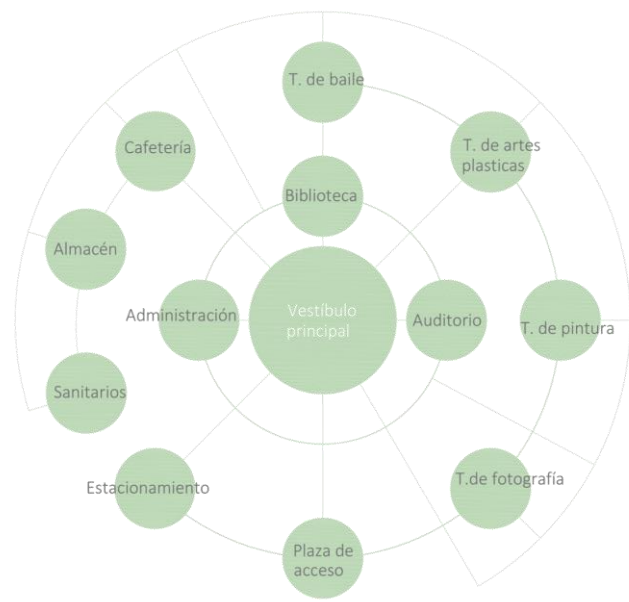 T. de baile
T. de artes
plasticas
Cafetería
Biblioteca
Almacén
Administración
Vestíbulo
principal
Auditorio
T. de pintura
Sanitarios
Estacionamiento
T.de fotografía
Plaza de
acceso